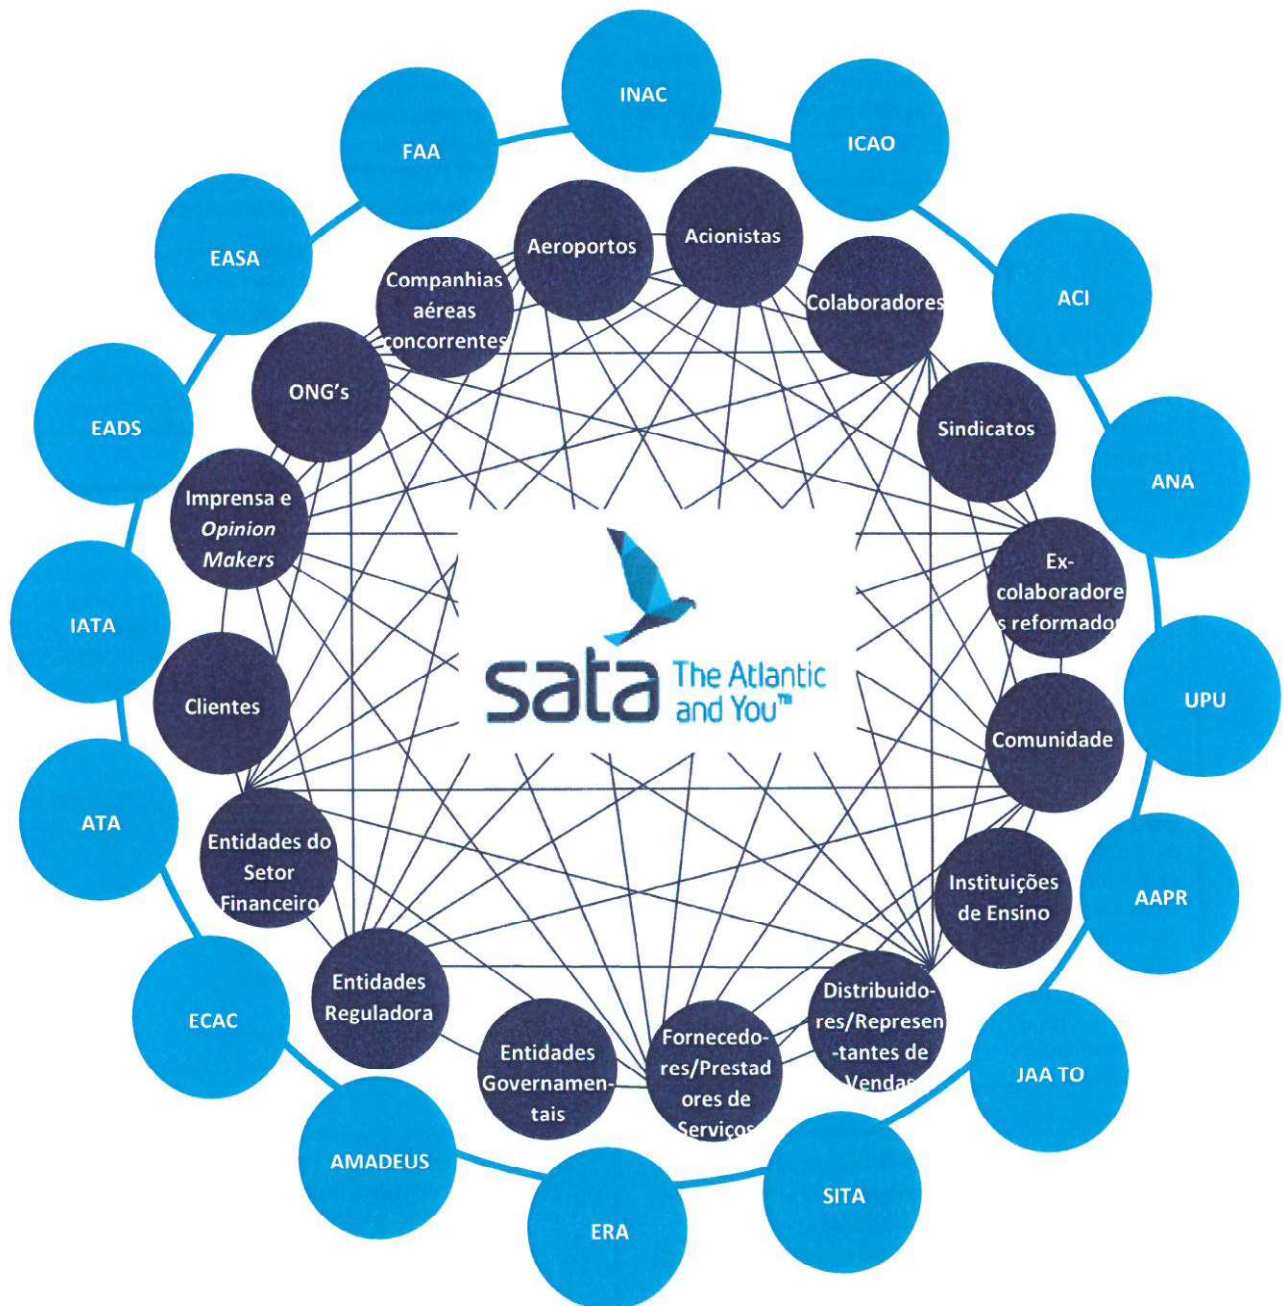 INAC
ICAO
ACI
ANA
UPU
AAPR
JAA TO
SITA
ERA
AMADEUS
ECAC
ATA
IATA
EADS
EASA
FAA
Acionistas
Colaboradores
Sindicatos
Ex-
colaboradore
s reformados
Comunidade
Instituições
de Ensino
Distribuido-
res/Represen
-tantes de
Vendas
Fornecedo-
res/Prestad
ores de
Serviços
Entidades
Governamen-
tais
Entidades
Reguladora
Entidades do
Setor
Financeiro
Clientes
Imprensa e
Opinion
Makers
ONG's
Companhias
aéreas
concorrentes
Aeroportos
sata
The Atlantic
and You™